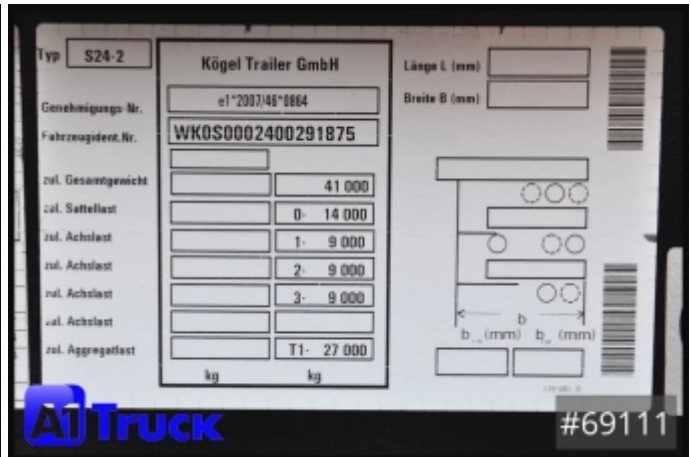 Typ S24-2
Kögel Trailer GmbH
Genehmigungs-Nr. e1*2007/46*0864
Fahrzeugident.Nr. WK0S0002400291875
zul. Gesamtgewicht 41 000
zul. Sattellast 0- 14 000
zul. Achslast 1- 9 000
zul. Achslast 2- 9 000
zul. Achslast 3- 9 000
zul. Achslast
zul. Aggregatlast T1- 27 000
kg kg
Länge L (mm)
Breite B (mm)
b
b (mm) b (mm)
A1 Truck
#69111